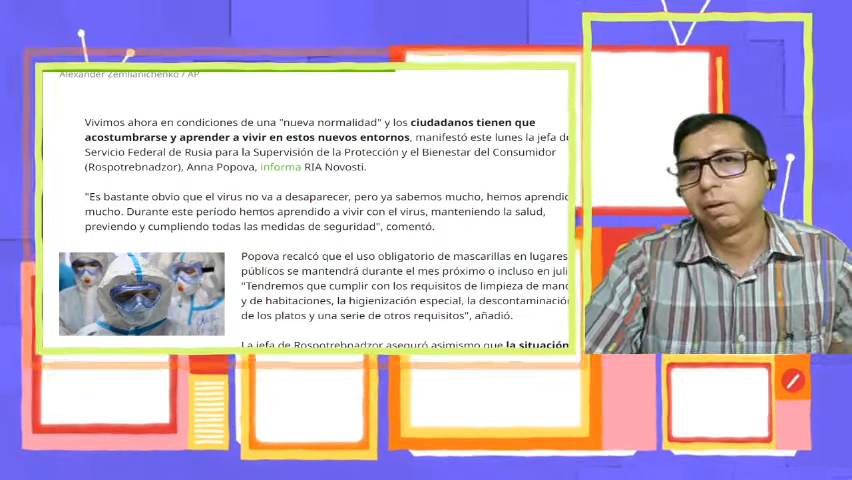 Alexander Zemlianichenko / AP
Vivimos ahora en condiciones de una "nueva normalidad" y los ciudadanos tienen que
acostumbrarse y aprender a vivir en estos nuevos entornos, manifestó este lunes la jefa de
Servicio Federal de Rusia para la Supervisión de la Protección y el Bienestar del Consumidor
(Rospotrebnadzor), Anna Popova, informa RIA Novosti.
"Es bastante obvio que el virus no va a desaparecer, pero ya sabemos mucho, hemos aprendido
mucho. Durante este período hemos aprendido a vivir con el virus, manteniendo la salud,
previendo y cumpliendo todas las medidas de seguridad", comentó.
Popova recalcó que el uso obligatorio de mascarillas en lugares
públicos se mantendrá durante el mes próximo o incluso en juli
"Tendremos que cumplir con los requisitos de limpieza de mano
y de habitaciones, la higienización especial, la descontaminación
de los platos y una serie de otros requisitos", añadió.
La jefa de Rospotrebnadzor aseguró asimismo que la situación